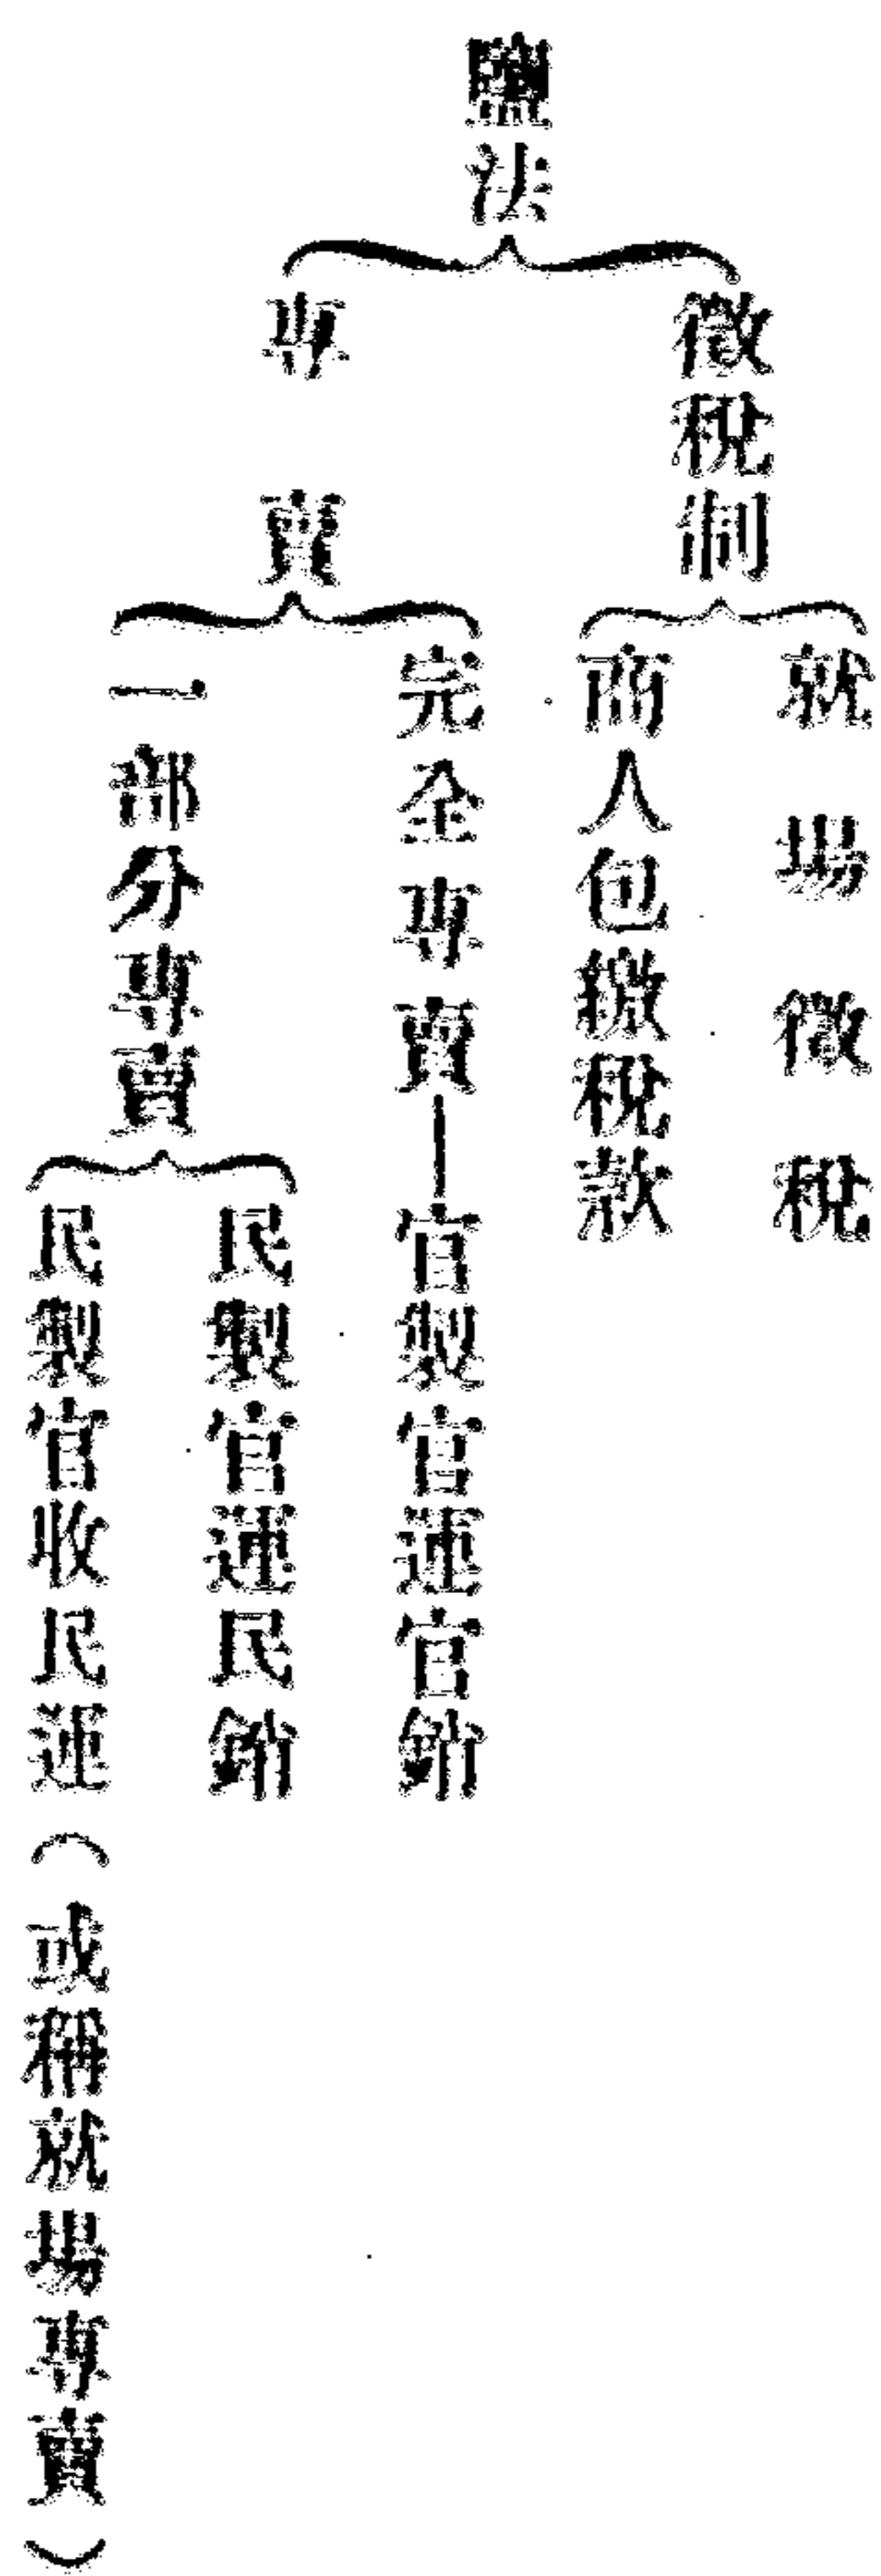 鹽法
徵稅制
就場徵稅
商人包繳稅款
專賣
完全專賣—官製官運官銷
一部分專賣
民製官運民銷
民製官收民運(或稱就場專賣)